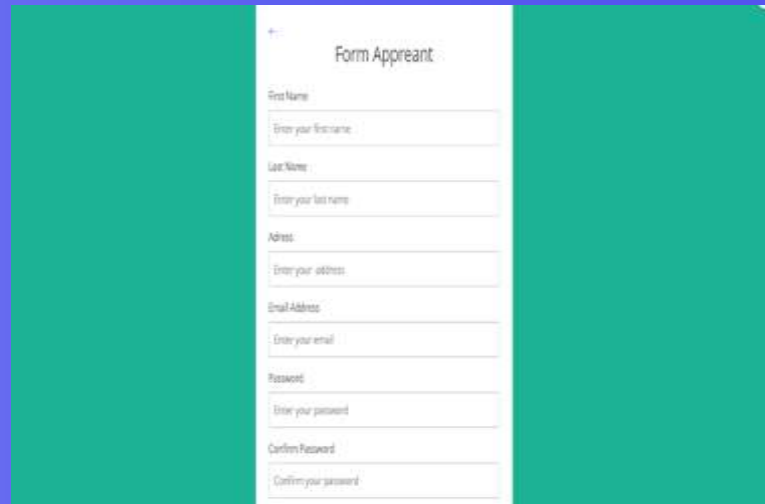 Form Appreant
First Name
Enter your first name
Last Name
Enter your last name
Adress
Enter your address
Email Address
Enter your email
Password
Enter your password
Confirm Password
Confirm your password